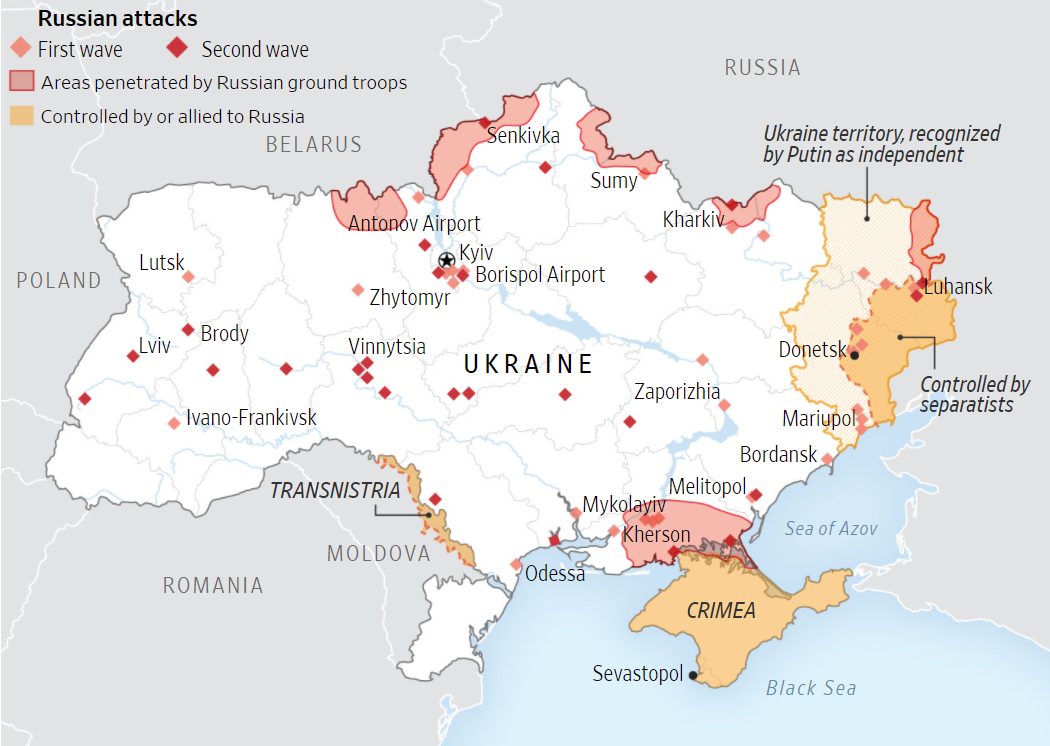 Russian attacks
First wave
Second wave
Areas penetrated by Russian ground troops
Controlled by or allied to Russia
RUSSIA
BELARUS
Senkivka
Ukraine territory, recognized
by Putin as independent
Sumy
Kharkiv
Antonov Airport
Kyiv
Lutsk
POLAND
Borispol Airport
Zhytomyr
Luhansk
Brody
Lviv
Vinnytsia
UKRAINE
Donetsk
Controlled by
separatists
Zaporizhia
Ivano-Frankivsk
Mariupol
Bordansk
TRANSNISTRIA
Melitopol
Mykolayiv
Sea of Azov
Kherson
MOLDOVA
ROMANIA
Odessa
CRIMEA
Sevastopol
Black Sea